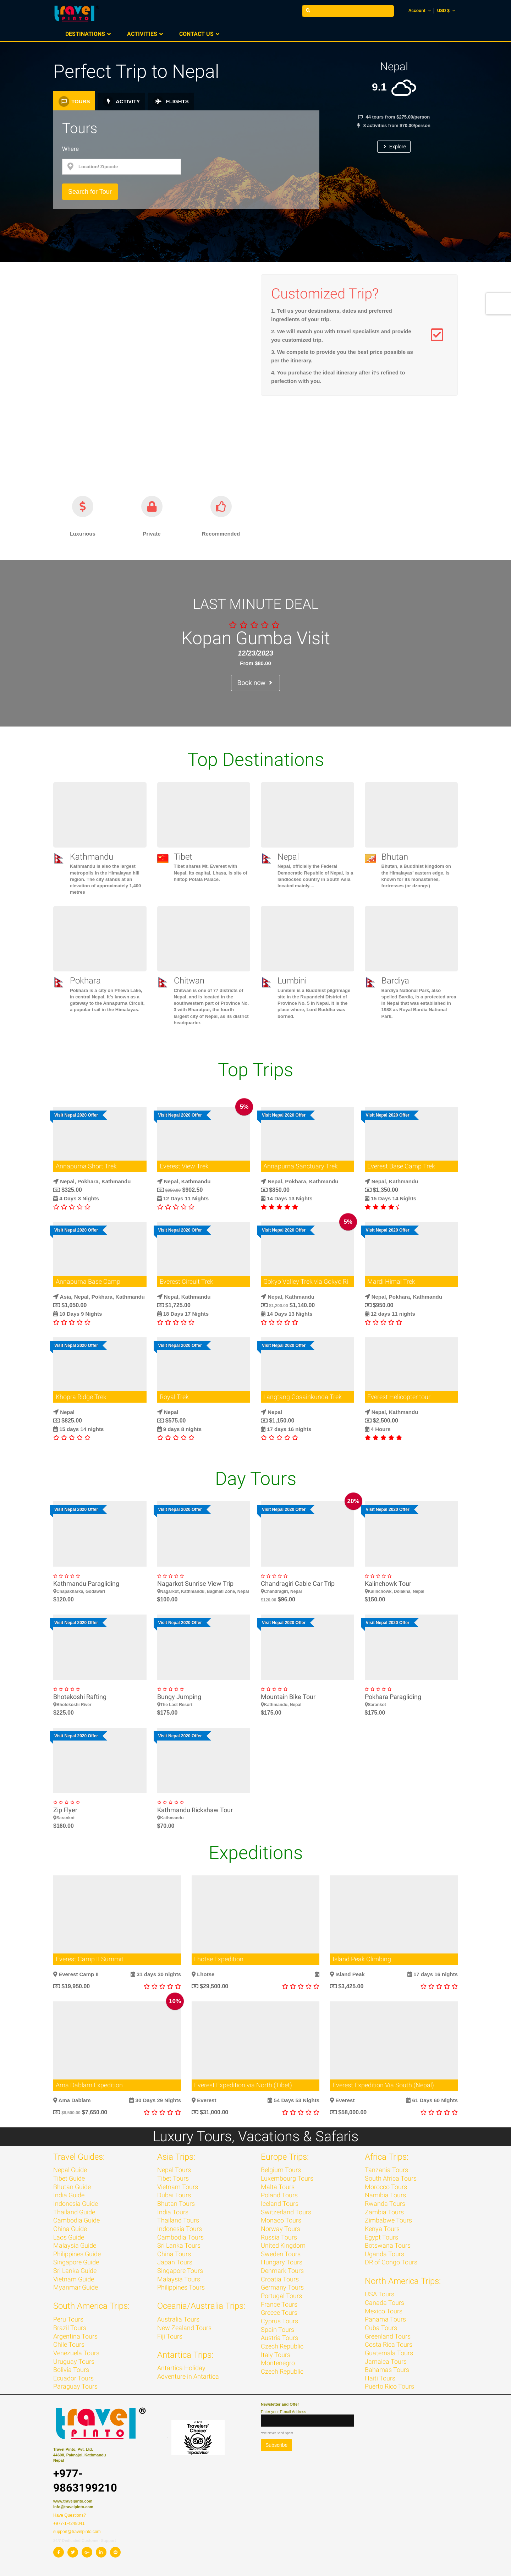 travel
PINTO
Account
USD $
DESTINATIONS
ACTIVITIES
CONTACT US
Perfect Trip to Nepal
TOURS
ACTIVITY
FLIGHTS
Tours
Where
Location/ Zipcode
Search for Tour
Nepal
9.1
44 tours from $275.00/person
8 activities from $70.00/person
Explore
Customized Trip?
1. Tell us your destinations, dates and preferred
ingredients of your trip.
2. We will match you with travel specialists and provide
you customized trip.
3. We compete to provide you the best price possible as
per the itinerary.
4. You purchase the ideal itinerary after it's refined to
perfection with you.
Luxurious
Private
Recommended
LAST MINUTE DEAL
Kopan Gumba Visit
12/23/2023
From $80.00
Book now
Top Destinations
Kathmandu
Kathmandu is also the largest
metropolis in the Himalayan hill
region. The city stands at an
elevation of approximately 1,400
metres
Tibet
Tibet shares Mt. Everest with
Nepal. Its capital, Lhasa, is site of
hilltop Potala Palace.
Nepal
Nepal, officially the Federal
Democratic Republic of Nepal, is a
landlocked country in South Asia
located mainly...
Bhutan
Bhutan, a Buddhist kingdom on
the Himalayas' eastern edge, is
known for its monasteries,
fortresses (or dzongs)
Pokhara
Pokhara is a city on Phewa Lake,
in central Nepal. It's known as a
gateway to the Annapurna Circuit,
a popular trail in the Himalayas.
Chitwan
Chitwan is one of 77 districts of
Nepal, and is located in the
southwestern part of Province No.
3 with Bharatpur, the fourth
largest city of Nepal, as its district
headquarter.
Lumbini
Lumbini is a Buddhist pilgrimage
site in the Rupandehi District of
Province No. 5 in Nepal. It is the
place where, Lord Buddha was
borned.
Bardiya
Bardiya National Park, also
spelled Bardia, is a protected area
in Nepal that was established in
1988 as Royal Bardia National
Park.
Top Trips
Visit Nepal 2020 Offer
Annapurna Short Trek
Nepal, Pokhara, Kathmandu
$325.00
4 Days 3 Nights
Visit Nepal 2020 Offer
5%
Everest View Trek
Nepal, Kathmandu
$950.00 $902.50
12 Days 11 Nights
Visit Nepal 2020 Offer
Annapurna Sanctuary Trek
Nepal, Pokhara, Kathmandu
$850.00
14 Days 13 Nights
Visit Nepal 2020 Offer
Everest Base Camp Trek
Nepal, Kathmandu
$1,350.00
15 Days 14 Nights
Visit Nepal 2020 Offer
Annapurna Base Camp
Asia, Nepal, Pokhara, Kathmandu
$1,050.00
10 Days 9 Nights
Visit Nepal 2020 Offer
Everest Circuit Trek
Nepal, Kathmandu
$1,725.00
18 Days 17 Nights
Visit Nepal 2020 Offer
5%
Gokyo Valley Trek via Gokyo Ri
Nepal, Kathmandu
$1,200.00 $1,140.00
14 Days 13 Nights
Visit Nepal 2020 Offer
Mardi Himal Trek
Nepal, Pokhara, Kathmandu
$950.00
12 days 11 nights
Visit Nepal 2020 Offer
Khopra Ridge Trek
Nepal
$825.00
15 days 14 nights
Visit Nepal 2020 Offer
Royal Trek
Nepal
$575.00
9 days 8 nights
Visit Nepal 2020 Offer
Langtang Gosainkunda Trek
Nepal
$1,150.00
17 days 16 nights
Everest Helicopter tour
Nepal, Kathmandu
$2,500.00
4 Hours
Day Tours
Visit Nepal 2020 Offer
Kathmandu Paragliding
Chapakharka, Godawari
$120.00
Visit Nepal 2020 Offer
Nagarkot Sunrise View Trip
Nagarkot, Kathmandu, Bagmati Zone, Nepal
$100.00
Visit Nepal 2020 Offer
20%
Chandragiri Cable Car Trip
Chandragiri, Nepal
$120.00 $96.00
Visit Nepal 2020 Offer
Kalinchowk Tour
Kalinchowk, Dolakha, Nepal
$150.00
Visit Nepal 2020 Offer
Bhotekoshi Rafting
Bhotekoshi River
$225.00
Visit Nepal 2020 Offer
Bungy Jumping
The Last Resort
$175.00
Visit Nepal 2020 Offer
Mountain Bike Tour
Kathmandu, Nepal
$175.00
Visit Nepal 2020 Offer
Pokhara Paragliding
Sarankot
$175.00
Visit Nepal 2020 Offer
Zip Flyer
Sarankot
$160.00
Visit Nepal 2020 Offer
Kathmandu Rickshaw Tour
Kathmandu
$70.00
Expeditions
Everest Camp II Summit
Everest Camp II
31 days 30 nights
$19,950.00
Lhotse Expedition
Lhotse
$29,500.00
Island Peak Climbing
Island Peak
17 days 16 nights
$3,425.00
10%
Ama Dablam Expedition
Ama Dablam
30 Days 29 Nights
$8,500.00 $7,650.00
Everest Expedition via North (Tibet)
Everest
54 Days 53 Nights
$31,000.00
Everest Expedition Via South (Nepal)
Everest
61 Days 60 Nights
$58,000.00
Luxury Tours, Vacations & Safaris
Travel Guides:
Nepal Guide
Tibet Guide
Bhutan Guide
India Guide
Indonesia Guide
Thailand Guide
Cambodia Guide
China Guide
Laos Guide
Malaysia Guide
Philippines Guide
Singapore Guide
Sri Lanka Guide
Vietnam Guide
Myanmar Guide
South America Trips:
Peru Tours
Brazil Tours
Argentina Tours
Chile Tours
Venezuela Tours
Uruguay Tours
Bolivia Tours
Ecuador Tours
Paraguay Tours
Asia Trips:
Nepal Tours
Tibet Tours
Vietnam Tours
Dubai Tours
Bhutan Tours
India Tours
Thailand Tours
Indonesia Tours
Cambodia Tours
Sri Lanka Tours
China Tours
Japan Tours
Singapore Tours
Malaysia Tours
Philippines Tours
Oceania/Australia Trips:
Australia Tours
New Zealand Tours
Fiji Tours
Antartica Trips:
Antartica Holiday
Adventure in Antartica
Europe Trips:
Belgium Tours
Luxembourg Tours
Malta Tours
Poland Tours
Iceland Tours
Switzerland Tours
Monaco Tours
Norway Tours
Russia Tours
United Kingdom
Sweden Tours
Hungary Tours
Denmark Tours
Croatia Tours
Germany Tours
Portugal Tours
France Tours
Greece Tours
Cyprus Tours
Spain Tours
Austria Tours
Czech Republic
Italy Tours
Montenegro
Czech Republic
Africa Trips:
Tanzania Tours
South Africa Tours
Morocco Tours
Namibia Tours
Rwanda Tours
Zambia Tours
Zimbabwe Tours
Kenya Tours
Egypt Tours
Botswana Tours
Uganda Tours
DR of Congo Tours
North America Trips:
USA Tours
Canada Tours
Mexico Tours
Panama Tours
Cuba Tours
Greenland Tours
Costa Rica Tours
Guatemala Tours
Jamaica Tours
Bahamas Tours
Haiti Tours
Puerto Rico Tours
travel
PINTO
Travel Pinto, Pvt. Ltd.
44600, Paknajol, Kathmandu
Nepal
+977-
9863199210
www.travelpinto.com
info@travelpinto.com
Have Questions?
support@travelpinto.com
2020
Travelers'
Choice
Tripadvisor
Newsletter and Offer
Enter your E-mail Address
*We Never Send Spam
Subscribe